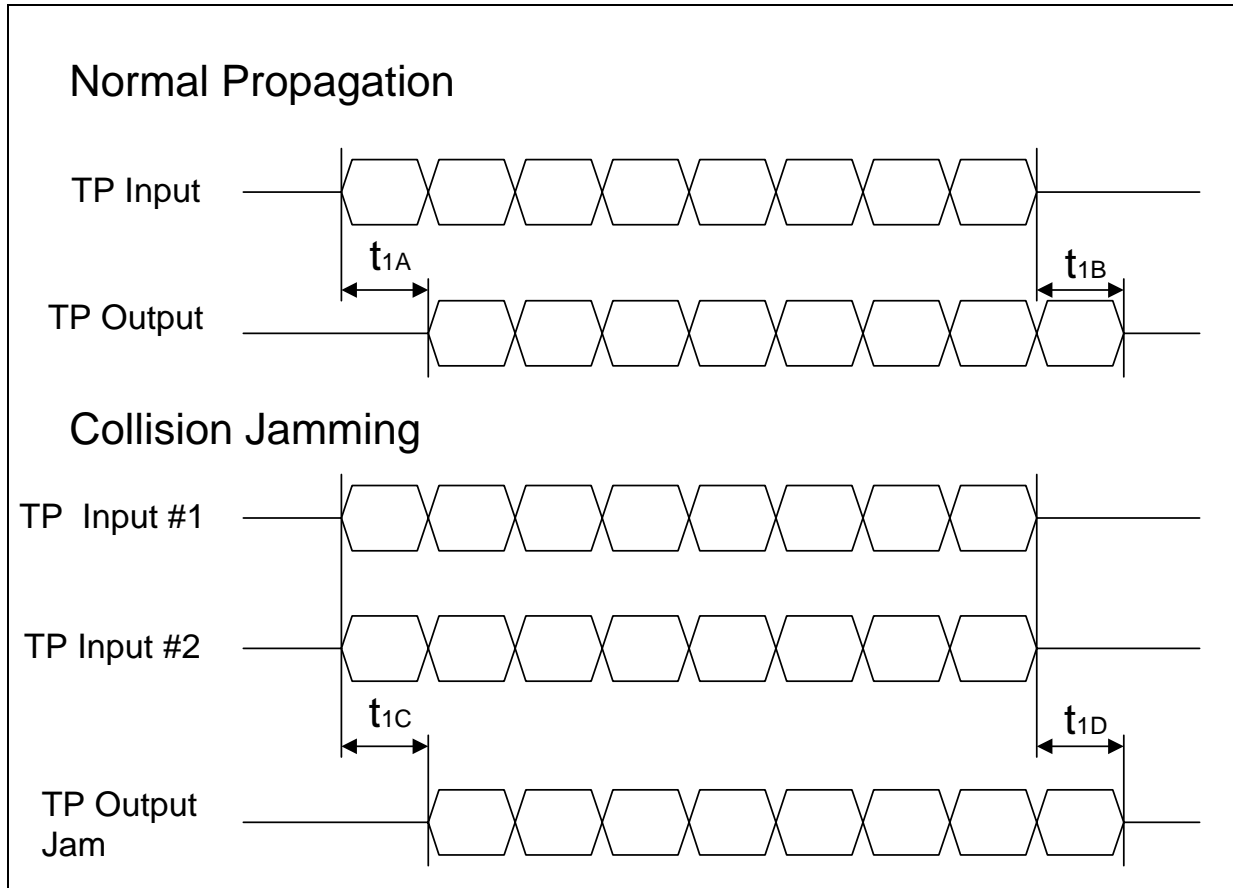 Normal Propagation
TP Input
t1A
t1B
TP Output
Collision Jamming
TP Input #1
TP Input #2
t1C
t1D
TP Output
Jam